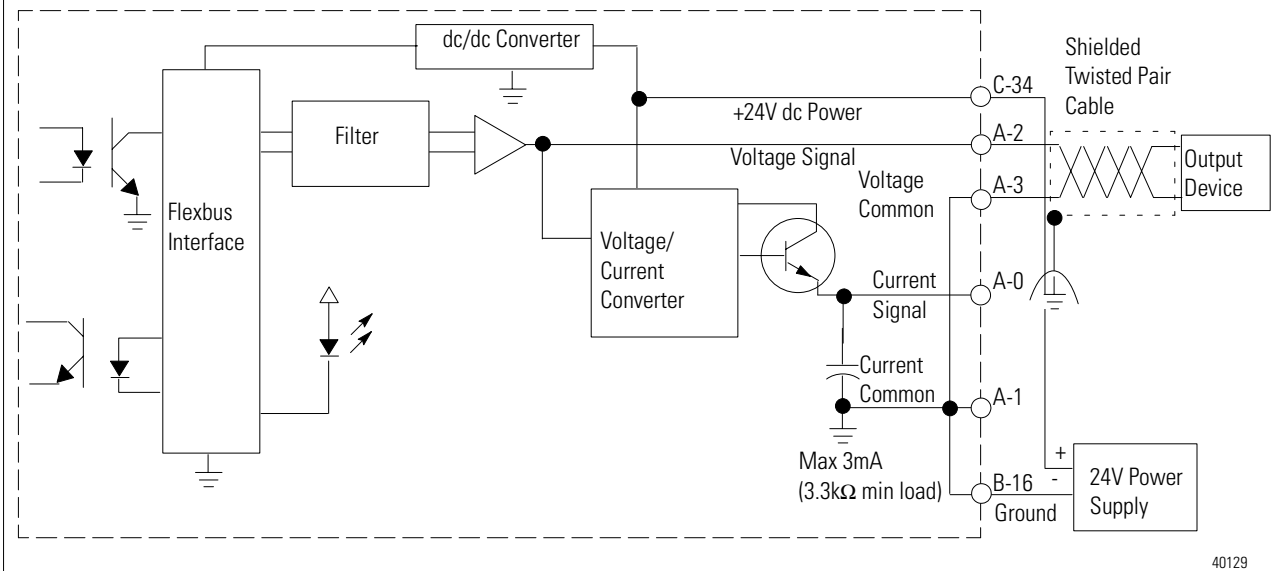 dc/dc Converter
Shielded
Twisted Pair
Cable
C-34
+24V dc Power
A-2
Filter
Voltage Signal
Output
Device
Voltage
Common
A-3
Flexbus
Interface
Voltage/
Current
Converter
Current
Signal
A-0
Current
Common
A-1
Max 3mA
(3.3kΩ min load)
+
-
B-16
Ground
24V Power
Supply
40129